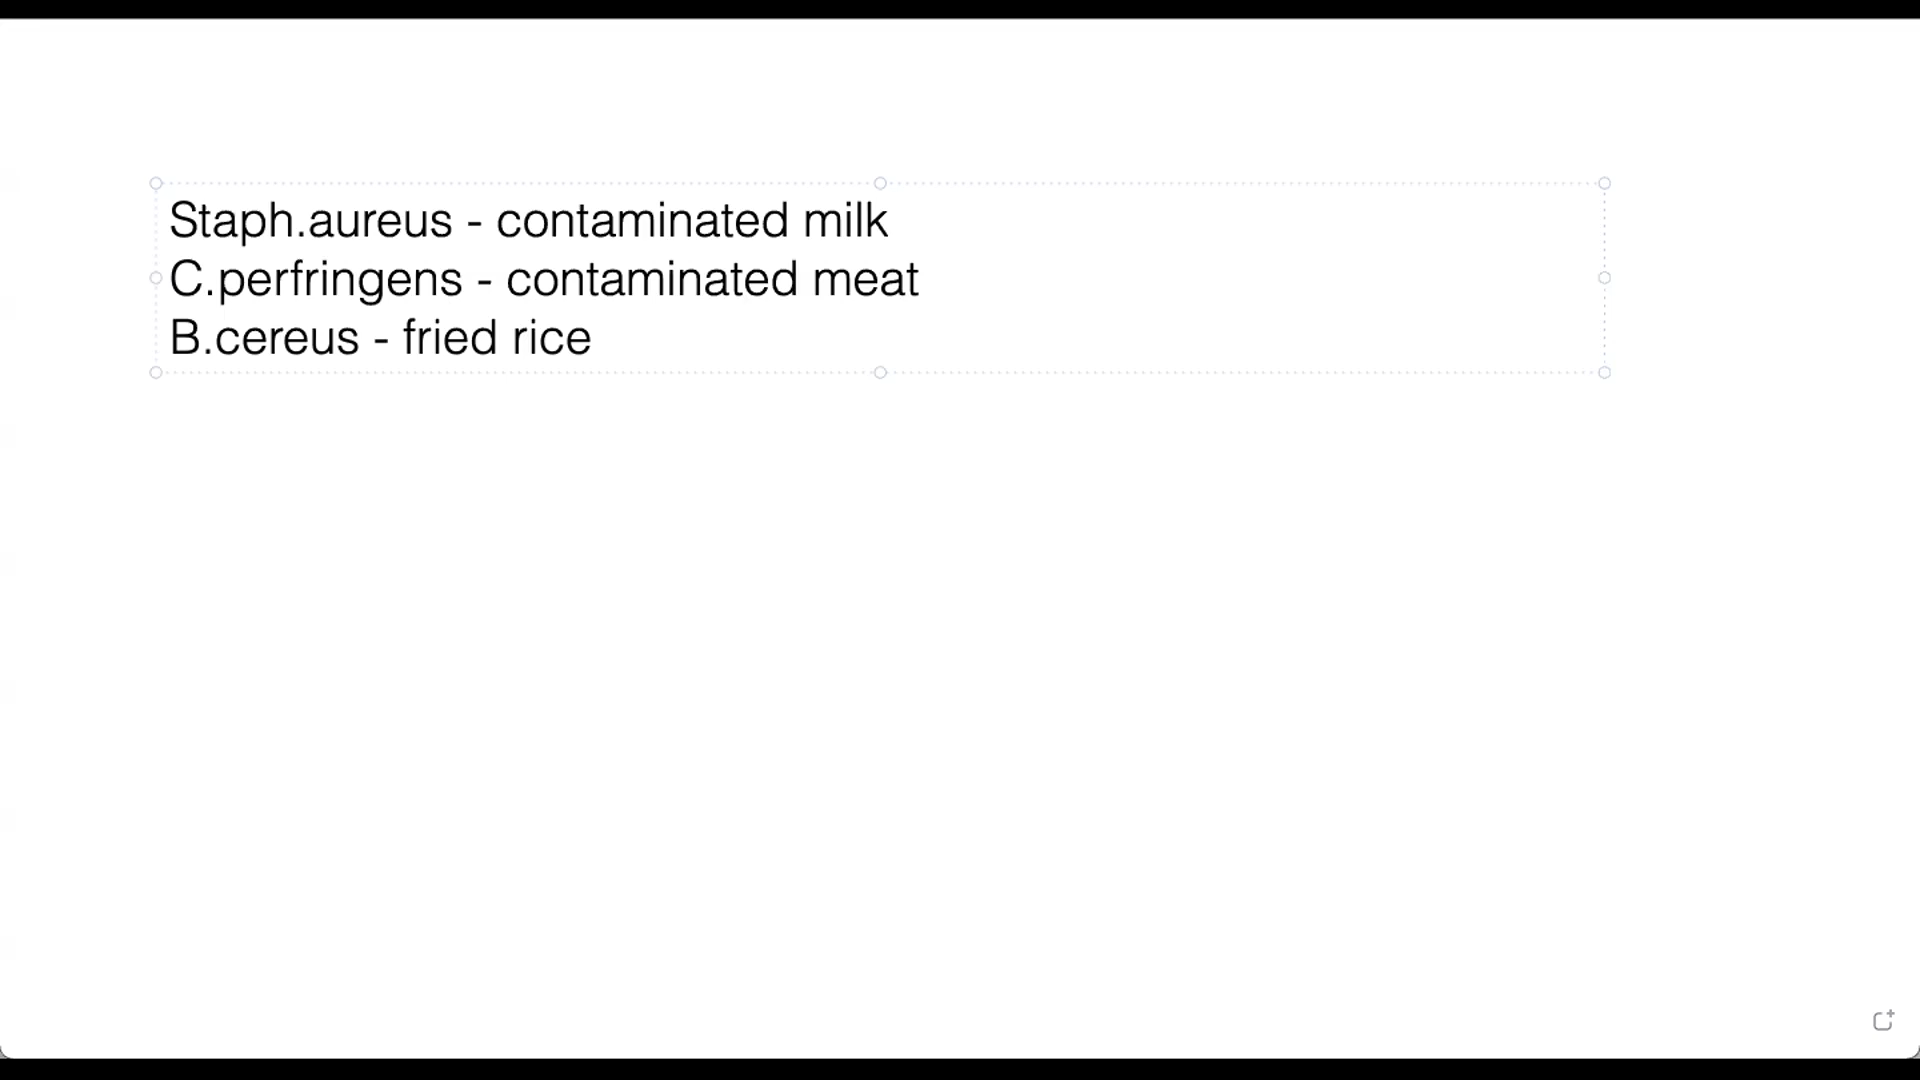 Staph.aureus - contaminated milk
C.perfringens - contaminated meat
B.cereus - fried rice